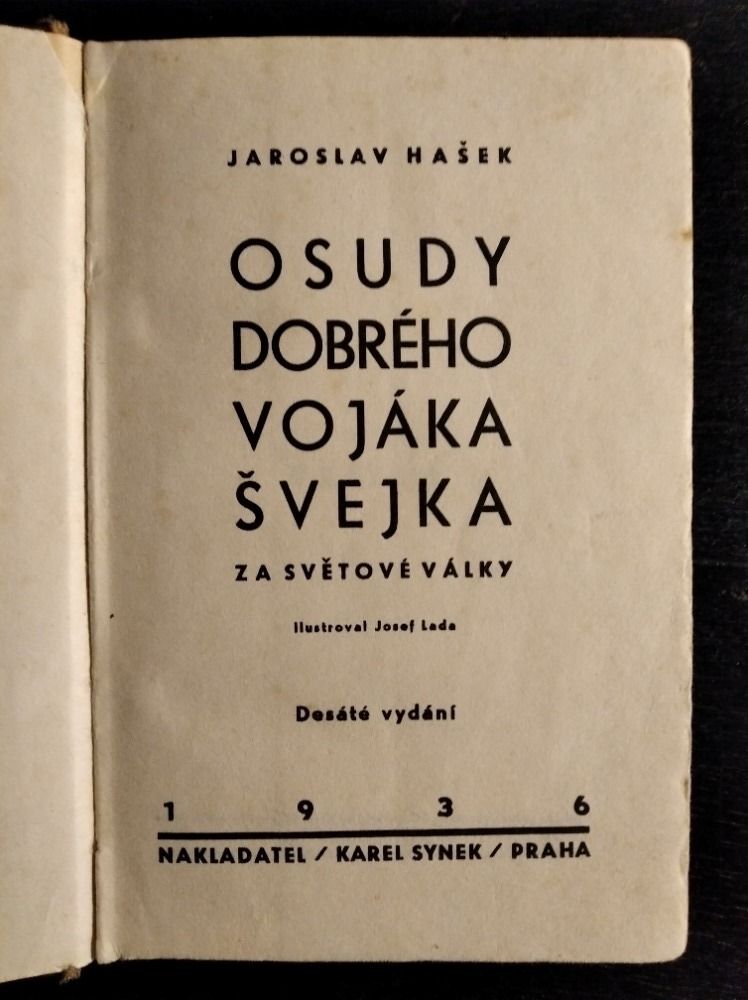 JAROSLAV HAŠEK
OSUDY
DOBRÉHO
VOJÁKA
ŠVEJKA
ZA SVĚTOVÉ VÁLKY
Ilustroval Josef Lada
Desáté vydání
1 9 3 6
NAKLADATEL / KAREL SYNEK / PRAHA